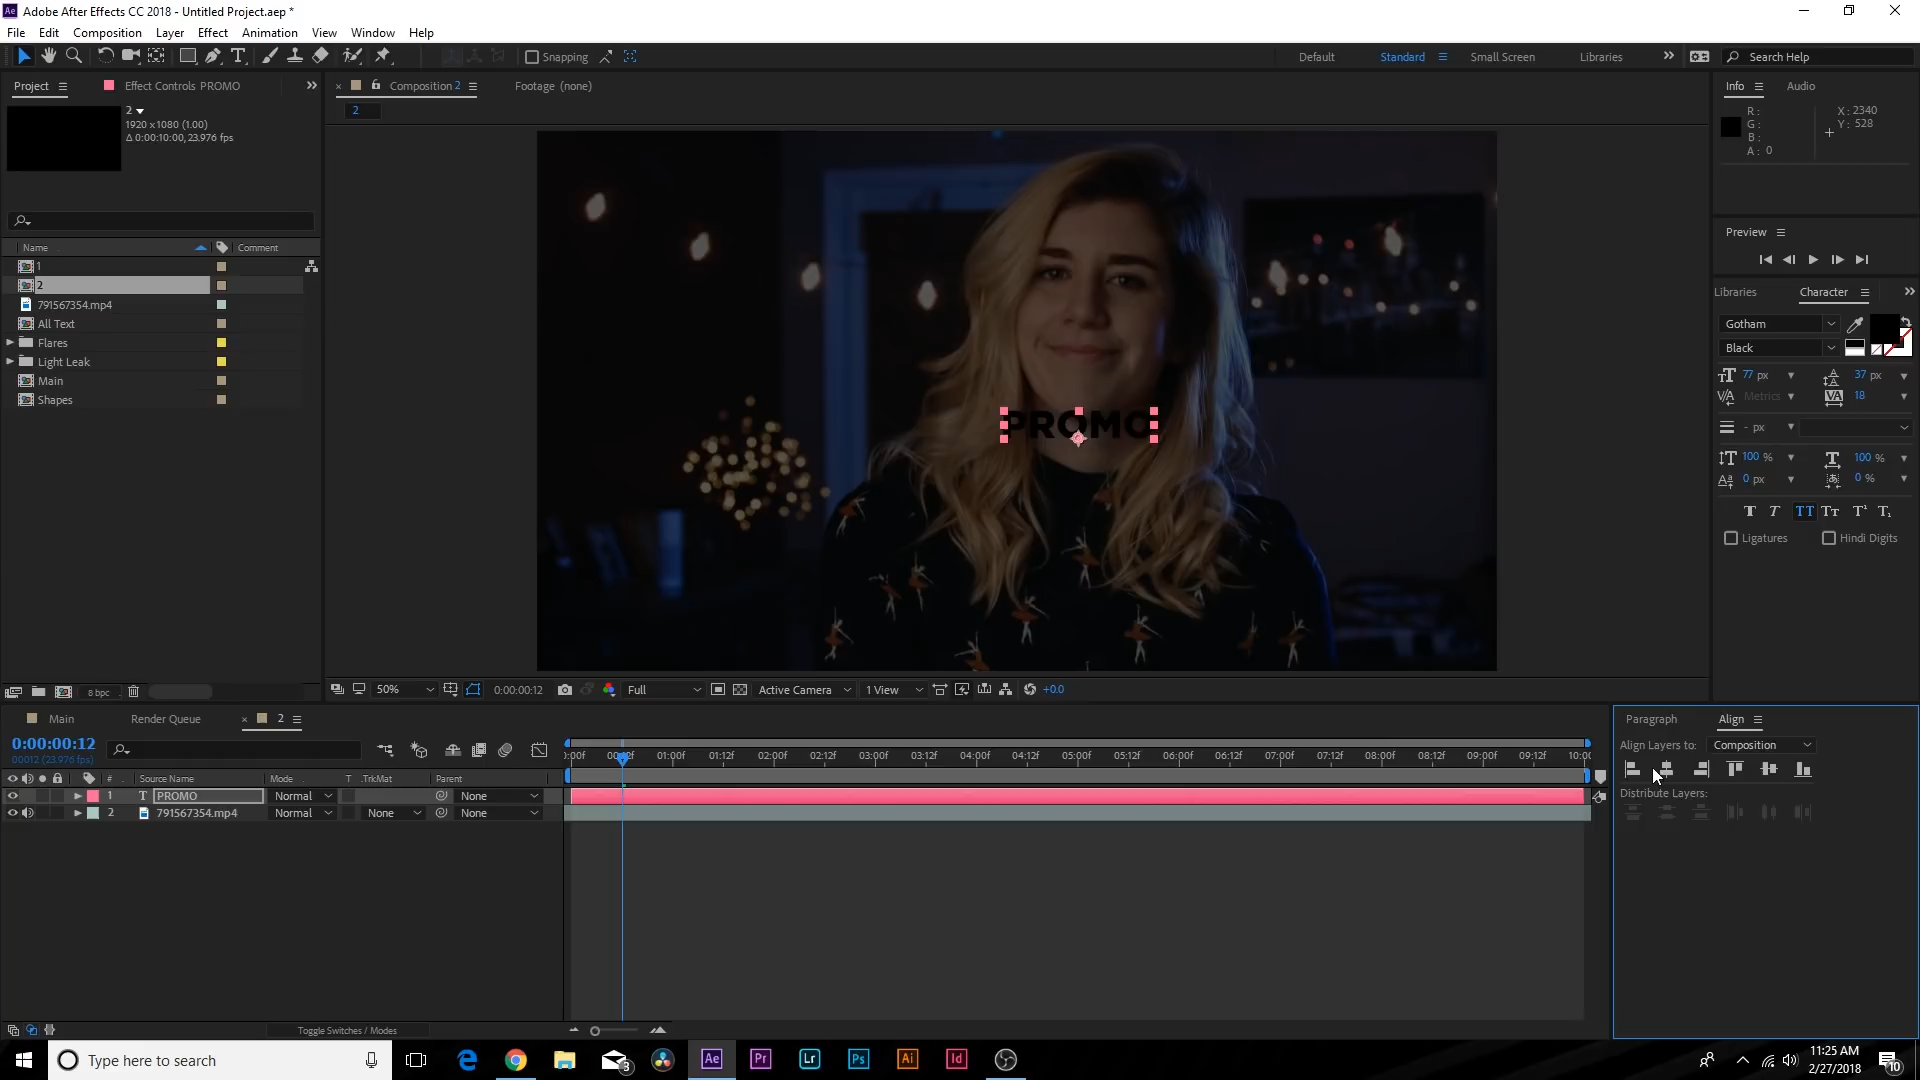 Adobe After Effects CC 2018 - Untitled Project.aep *
File Edit Composition Layer Effect Animation View Window Help
Snapping Default Standard Small Screen Libraries Search Help
Project Effect Controls PROMO
2
1920 x1080 (1.00)
Δ 0:00:10:00, 23.976 fps
Name Comment
1
2
791567354.mp4
All Text
Flares
Light Leak
Main
Shapes
8 bpc
Composition 2 Footage (none)
2
PROMO
50% 0:00:00:12 Full Active Camera 1 View +0.0
Info Audio
R: X: 2340
G: Y: 528
B:
A: 0
Preview
Libraries Character
Gotham
Black
77 px 37 px
Metrics 18
- px
100 % 100 %
0 px 0 %
Ligatures Hindi Digits
Main Render Queue 2
0:00:00:12
00012 (23.976 fps)
# Source Name Mode T .TrkMat Parent
1 PROMO Normal None
2 791567354.mp4 Normal None None
01:00f 01:12f 02:00f 02:12f 03:00f 03:12f 04:00f 04:12f 05:00f 05:12f 06:00f 06:12f 07:00f 07:12f 08:00f 08:12f 09:00f 09:12f
Toggle Switches / Modes
Paragraph Align
Align Layers to: Composition
Distribute Layers:
Type here to search
3
Ae Pr Lr Ps Ai Id
11:25 AM
2/27/2018
10